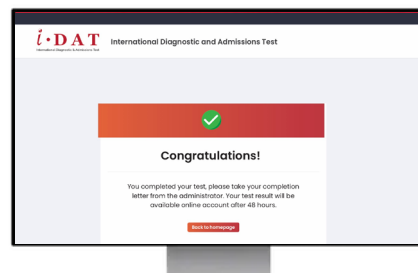 i·DAT
International Diagnostic & Admissions Test
International Diagnostic and Admissions Test
Congratulations!
You completed your test, please take your completion
letter from the administrator. Your test result will be
available online account after 48 hours.
Back to homepage